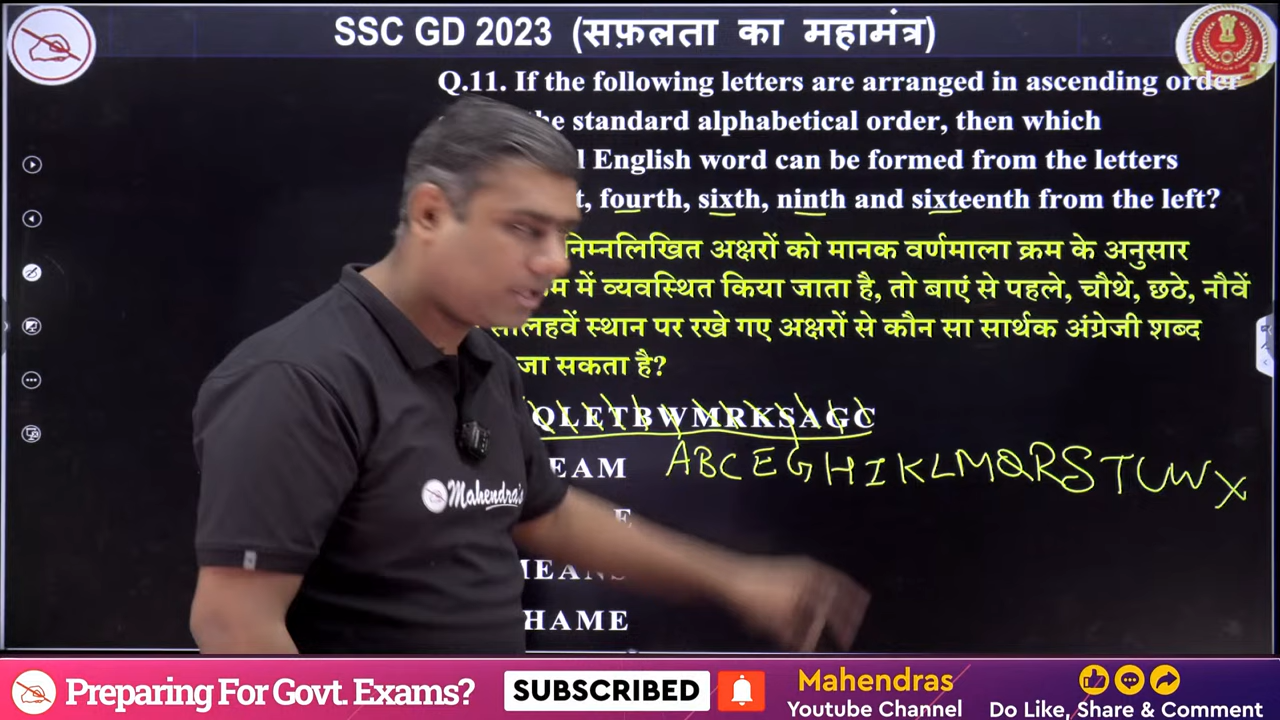 SSC GD 2023 (सफ़लता का महामंत्र)
Q.11. If the following letters are arranged in ascending order
the standard alphabetical order, then which
English word can be formed from the letters
fourth, sixth, ninth and sixteenth from the left?
निम्नलिखित अक्षरों को मानक वर्णमाला क्रम के अनुसार
में व्यवस्थित किया जाता है, तो बाएं से पहले, चौथे, छठे, नौवें
स्थान पर रखे गए अक्षरों से कौन सा सार्थक अंग्रेजी शब्द
जा सकता है?
QLETBWMRKSAGC
EAM ABCEGHIKLMQRSTUWX
E
MEANS
HAME
Mahendra's
Preparing For Govt. Exams? SUBSCRIBED Mahendras
Youtube Channel Do Like, Share & Comment